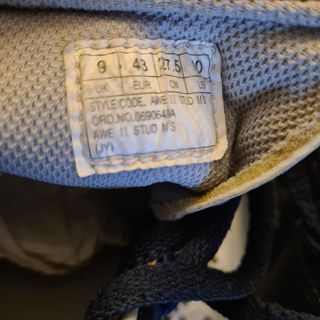 9 43 27.5 10
UK EUR CM US
STYLE CODE. AWE II STUD M/S
ORD.NO.0690643A
AWE II STUD M/S
(JY)